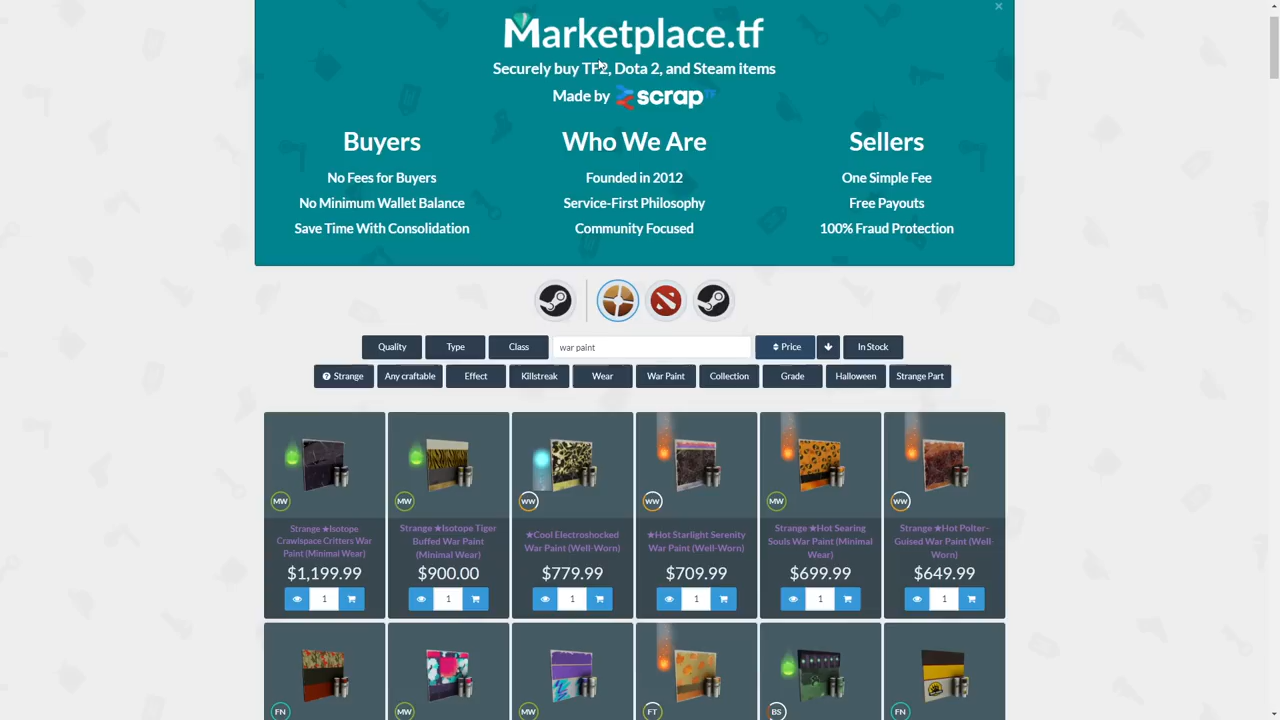 Marketplace.tf
Securely buy TF2, Dota 2, and Steam items
Made by scrap TF
Buyers
No Fees for Buyers
No Minimum Wallet Balance
Save Time With Consolidation
Who We Are
Founded in 2012
Service-First Philosophy
Community Focused
Sellers
One Simple Fee
Free Payouts
100% Fraud Protection
Quality Type Class war paint Price In Stock
Strange Any craftable Effect Killstreak Wear War Paint Collection Grade Halloween Strange Part
MW
Strange ★Isotope
Crawlspace Critters War
Paint (Minimal Wear)
$1,199.99
1
MW
Strange ★Isotope Tiger
Buffed War Paint
(Minimal Wear)
$900.00
1
WW
★Cool Electroshocked
War Paint (Well-Worn)
$779.99
1
WW
★Hot Starlight Serenity
War Paint (Well-Worn)
$709.99
1
MW
Strange ★Hot Searing
Souls War Paint (Minimal
Wear)
$699.99
1
WW
Strange ★Hot Polter-
Guised War Paint (Well-
Worn)
$649.99
1
FN
MW
MW
FT
BS
FN